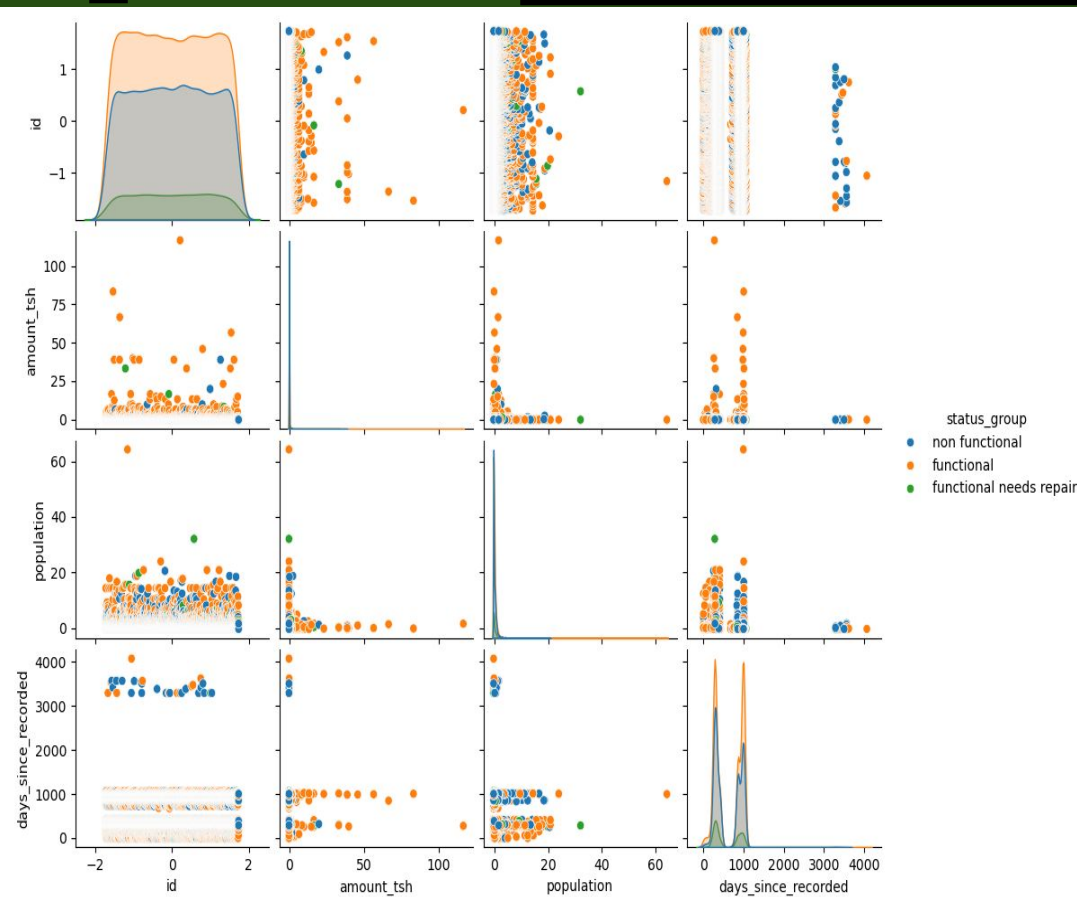 id
1
0
−1
amount_tsh
100
75
50
25
0
population
60
40
20
0
days_since_recorded
4000
3000
2000
1000
0
−2
0
2
id
0
50
100
amount_tsh
0
20
40
60
population
0
1000
2000
3000
4000
days_since_recorded
status_group
non functional
functional
functional needs repair